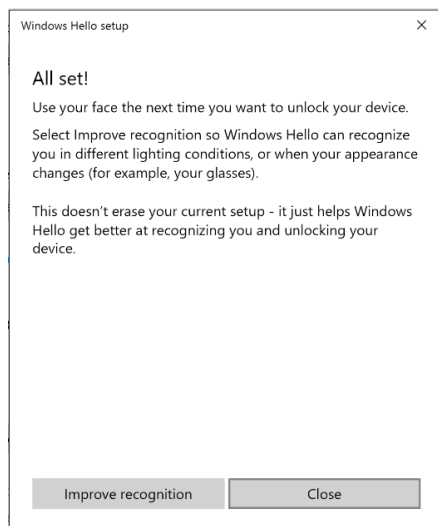 Windows Hello setup
All set!
Use your face the next time you want to unlock your device.
Select Improve recognition so Windows Hello can recognize
you in different lighting conditions, or when your appearance
changes (for example, your glasses).
This doesn’t erase your current setup - it just helps Windows
Hello get better at recognizing you and unlocking your
device.
Improve recognition
Close